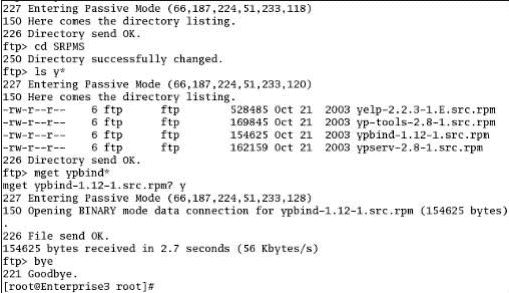 227 Entering Passive Mode (66,187,224,51,233,118)
150 Here comes the directory listing.
226 Directory send OK.
ftp> cd SRPMS
250 Directory successfully changed.
ftp> ls y*
227 Entering Passive Mode (66,187,224,51,233,120)
150 Here comes the directory listing.
-rw-r--r--    6 ftp      ftp        528485 Oct 21  2003 yelp-2.2.3-1.E.src.rpm
-rw-r--r--    6 ftp      ftp        169845 Oct 21  2003 yp-tools-2.8-1.src.rpm
-rw-r--r--    6 ftp      ftp        154625 Oct 21  2003 ypbind-1.12-1.src.rpm
-rw-r--r--    6 ftp      ftp        162159 Oct 21  2003 ypserv-2.8-1.src.rpm
226 Directory send OK.
ftp> mget ypbind*
mget ypbind-1.12-1.src.rpm? y
227 Entering Passive Mode (66,187,224,51,233,128)
150 Opening BINARY mode data connection for ypbind-1.12-1.src.rpm (154625 bytes)
.
226 File send OK.
154625 bytes received in 2.7 seconds (56 Kbytes/s)
ftp> bye
221 Goodbye.
[root@Enterprise3 root]#